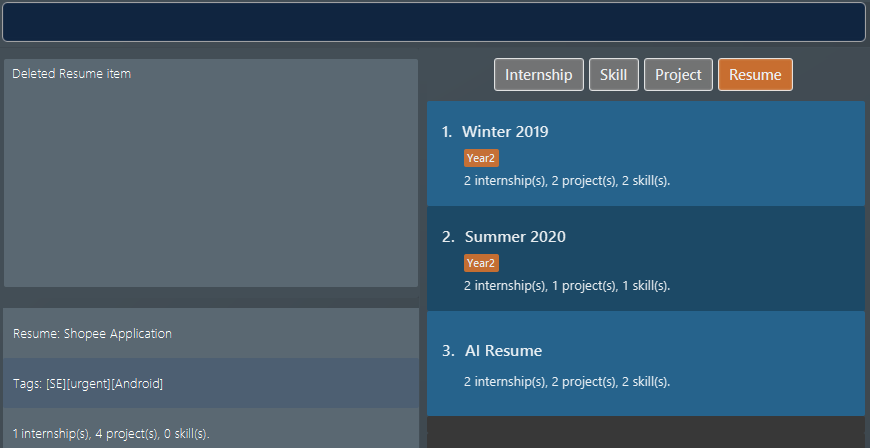 Deleted Resume item
Resume: Shopee Application
Tags: [SE][urgent][Android]
1 internship(s), 4 project(s), 0 skill(s).
Internship Skill Project Resume
1. Winter 2019
Year2
2 internship(s), 2 project(s), 2 skill(s).
2. Summer 2020
Year2
2 internship(s), 1 project(s), 1 skill(s).
3. AI Resume
2 internship(s), 2 project(s), 2 skill(s).